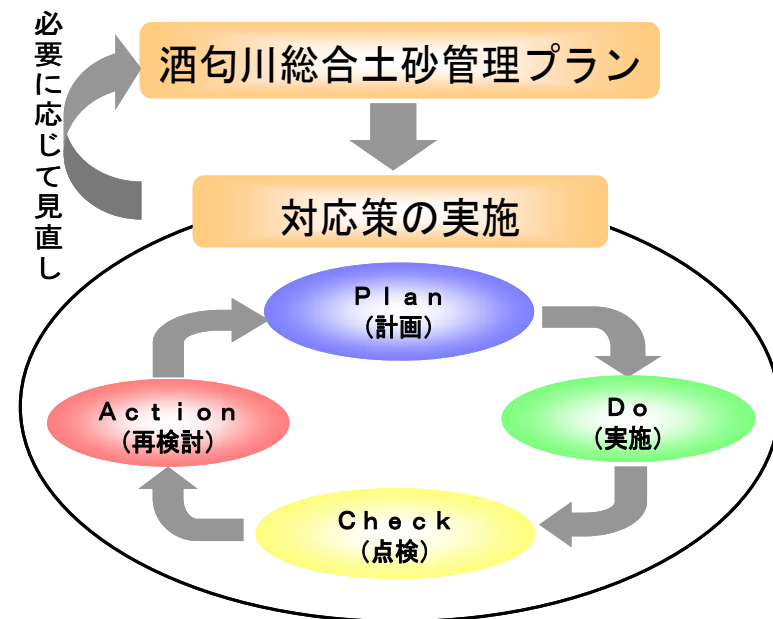 必要に応じて見直し
酒匂川総合土砂管理プラン
対応策の実施
Ｐｌａｎ
(計画)
Ｄｏ
(実施)
Ｃｈｅｃｋ
(点検)
Ａｃｔｉｏｎ
(再検討)